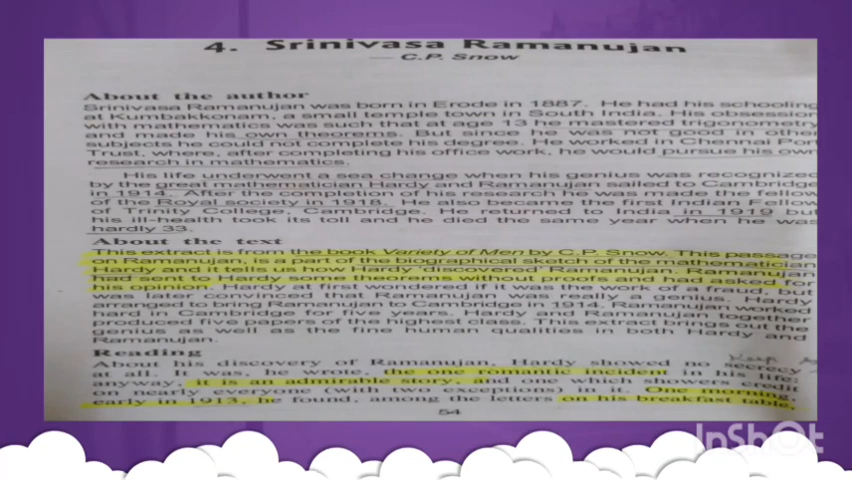 4. Srinivasa Ramanujan
— C.P. Snow
About the author
Srinivasa Ramanujan was born in Erode in 1887. He had his schooling
at Kumbakkonam, a small temple town in South India. His obsession
with mathematics was such that at age 13 he mastered trigonometry
and made his own theorems. But since he was not good in other
subjects he could not complete his degree. He worked in Chennai Port
Trust, where, after completing his office work, he would pursue his own
research in mathematics.
His life underwent a sea change when his genius was recognized
by the great mathematician Hardy and Ramanujan sailed to Cambridge
in 1914. After the completion of his research he was made the fellow
of the Royal society in 1918. He also became the first Indian Fellow
of Trinity College, Cambridge. He returned to India in 1919 but
his ill-health took its toll and he died the same year when he was
hardly 33.
About the text
This extract is from the book Variety of Men by C.P. Snow. This passage
on Ramanujan, is a part of the biographical sketch of the mathematician
Hardy and it tells us how Hardy 'discovered' Ramanujan. Ramanujan
had sent to Hardy some theorems without proofs and had asked for
his opinion. Hardy at first wondered if it was the work of a fraud, but
was later convinced that Ramanujan was really a genius. Hardy
arranged to bring Ramanujan to Cambridge in 1914. Ramanujan worked
hard in Cambridge for five years. Hardy and Ramanujan together
produced five papers of the highest class. This extract brings out the
genius as well as the fine human qualities in both Hardy and
Ramanujan.
Reading
About his discovery of Ramanujan, Hardy showed no secrecy
at all. It was, he wrote, the one romantic incident in his life:
anyway, it is an admirable story, and one which showers credit
on nearly everyone (with two exceptions) in it. One morning,
early in 1913, he found, among the letters on his breakfast table,
54
InShOt